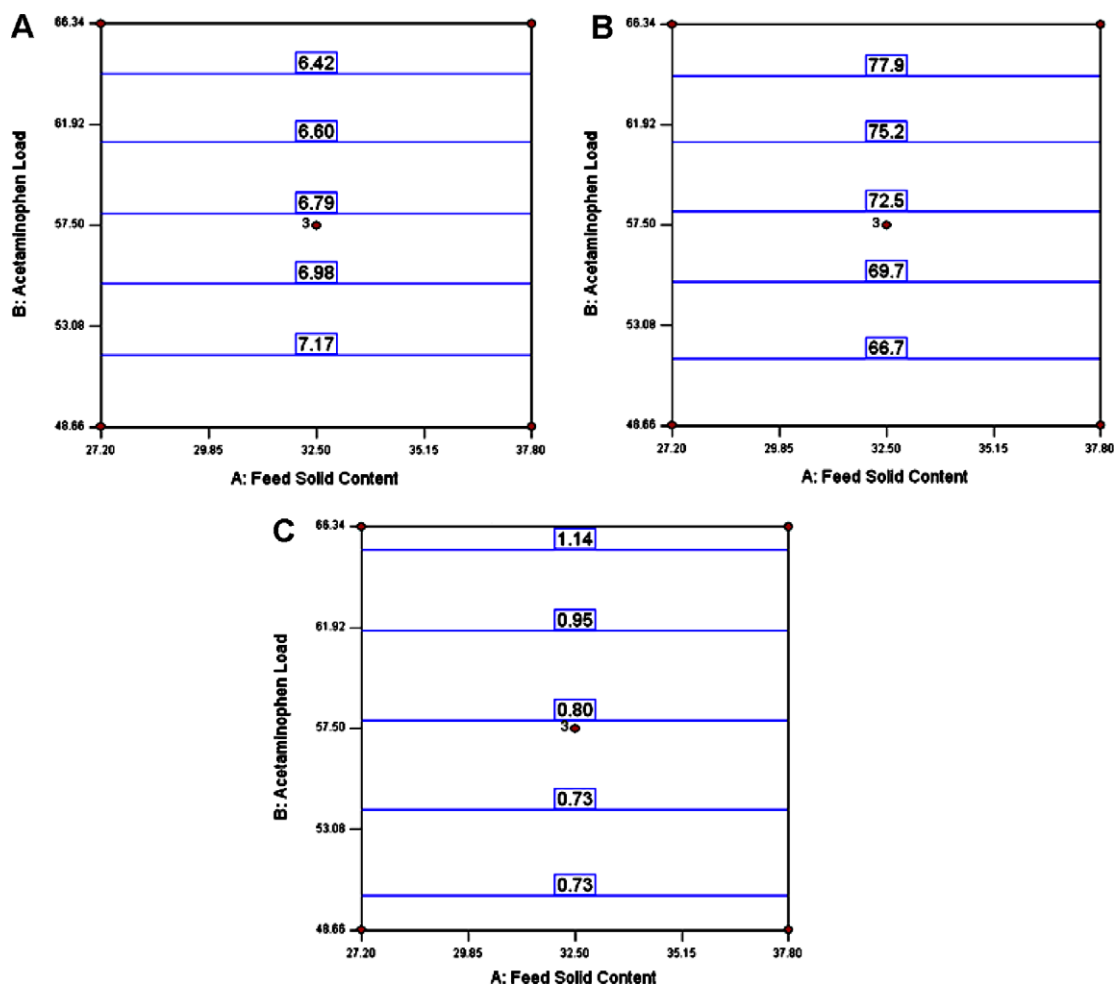 A
66.34
61.92
57.50
53.08
48.66
B: Acetaminophen Load
6.42
6.60
6.79
3
6.98
7.17
27.20 29.85 32.50 35.15 37.80
A: Feed Solid Content
B
66.34
61.92
57.50
53.08
48.66
B: Acetaminophen Load
77.9
75.2
72.5
3
69.7
66.7
27.20 29.85 32.50 35.15 37.80
A: Feed Solid Content
C
66.34
61.92
57.50
53.08
48.66
B: Acetaminophen Load
1.14
0.95
0.80
3
0.73
0.73
27.20 29.85 32.50 35.15 37.80
A: Feed Solid Content